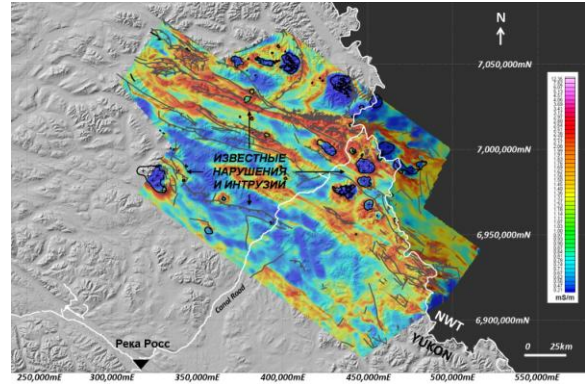 N
7,050,000mN
7,000,000mN
ИЗВЕСТНЫЕ
НАРУШЕНИЯ
И ИНТРУЗИЙ
6,950,000mN
Canol Road
mS/m
NWT
YUKON
6,900,000mN
Река Росс
0 25km
250,000mE 300,000mE 350,000mE 400,000mE 450,000mE 500,000mE 550,000mE